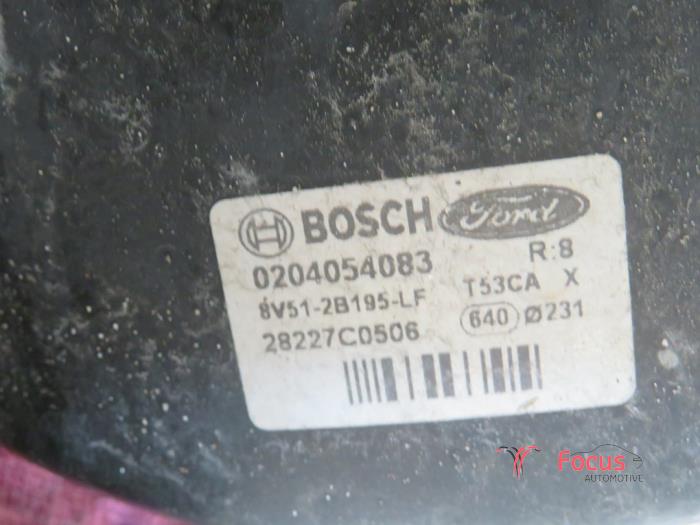 BOSCH Ford
0204054083 R:8
8V51-2B195-LF T53CA X
28227C0506 640 Ø231
Focus
AUTOMOTIVE